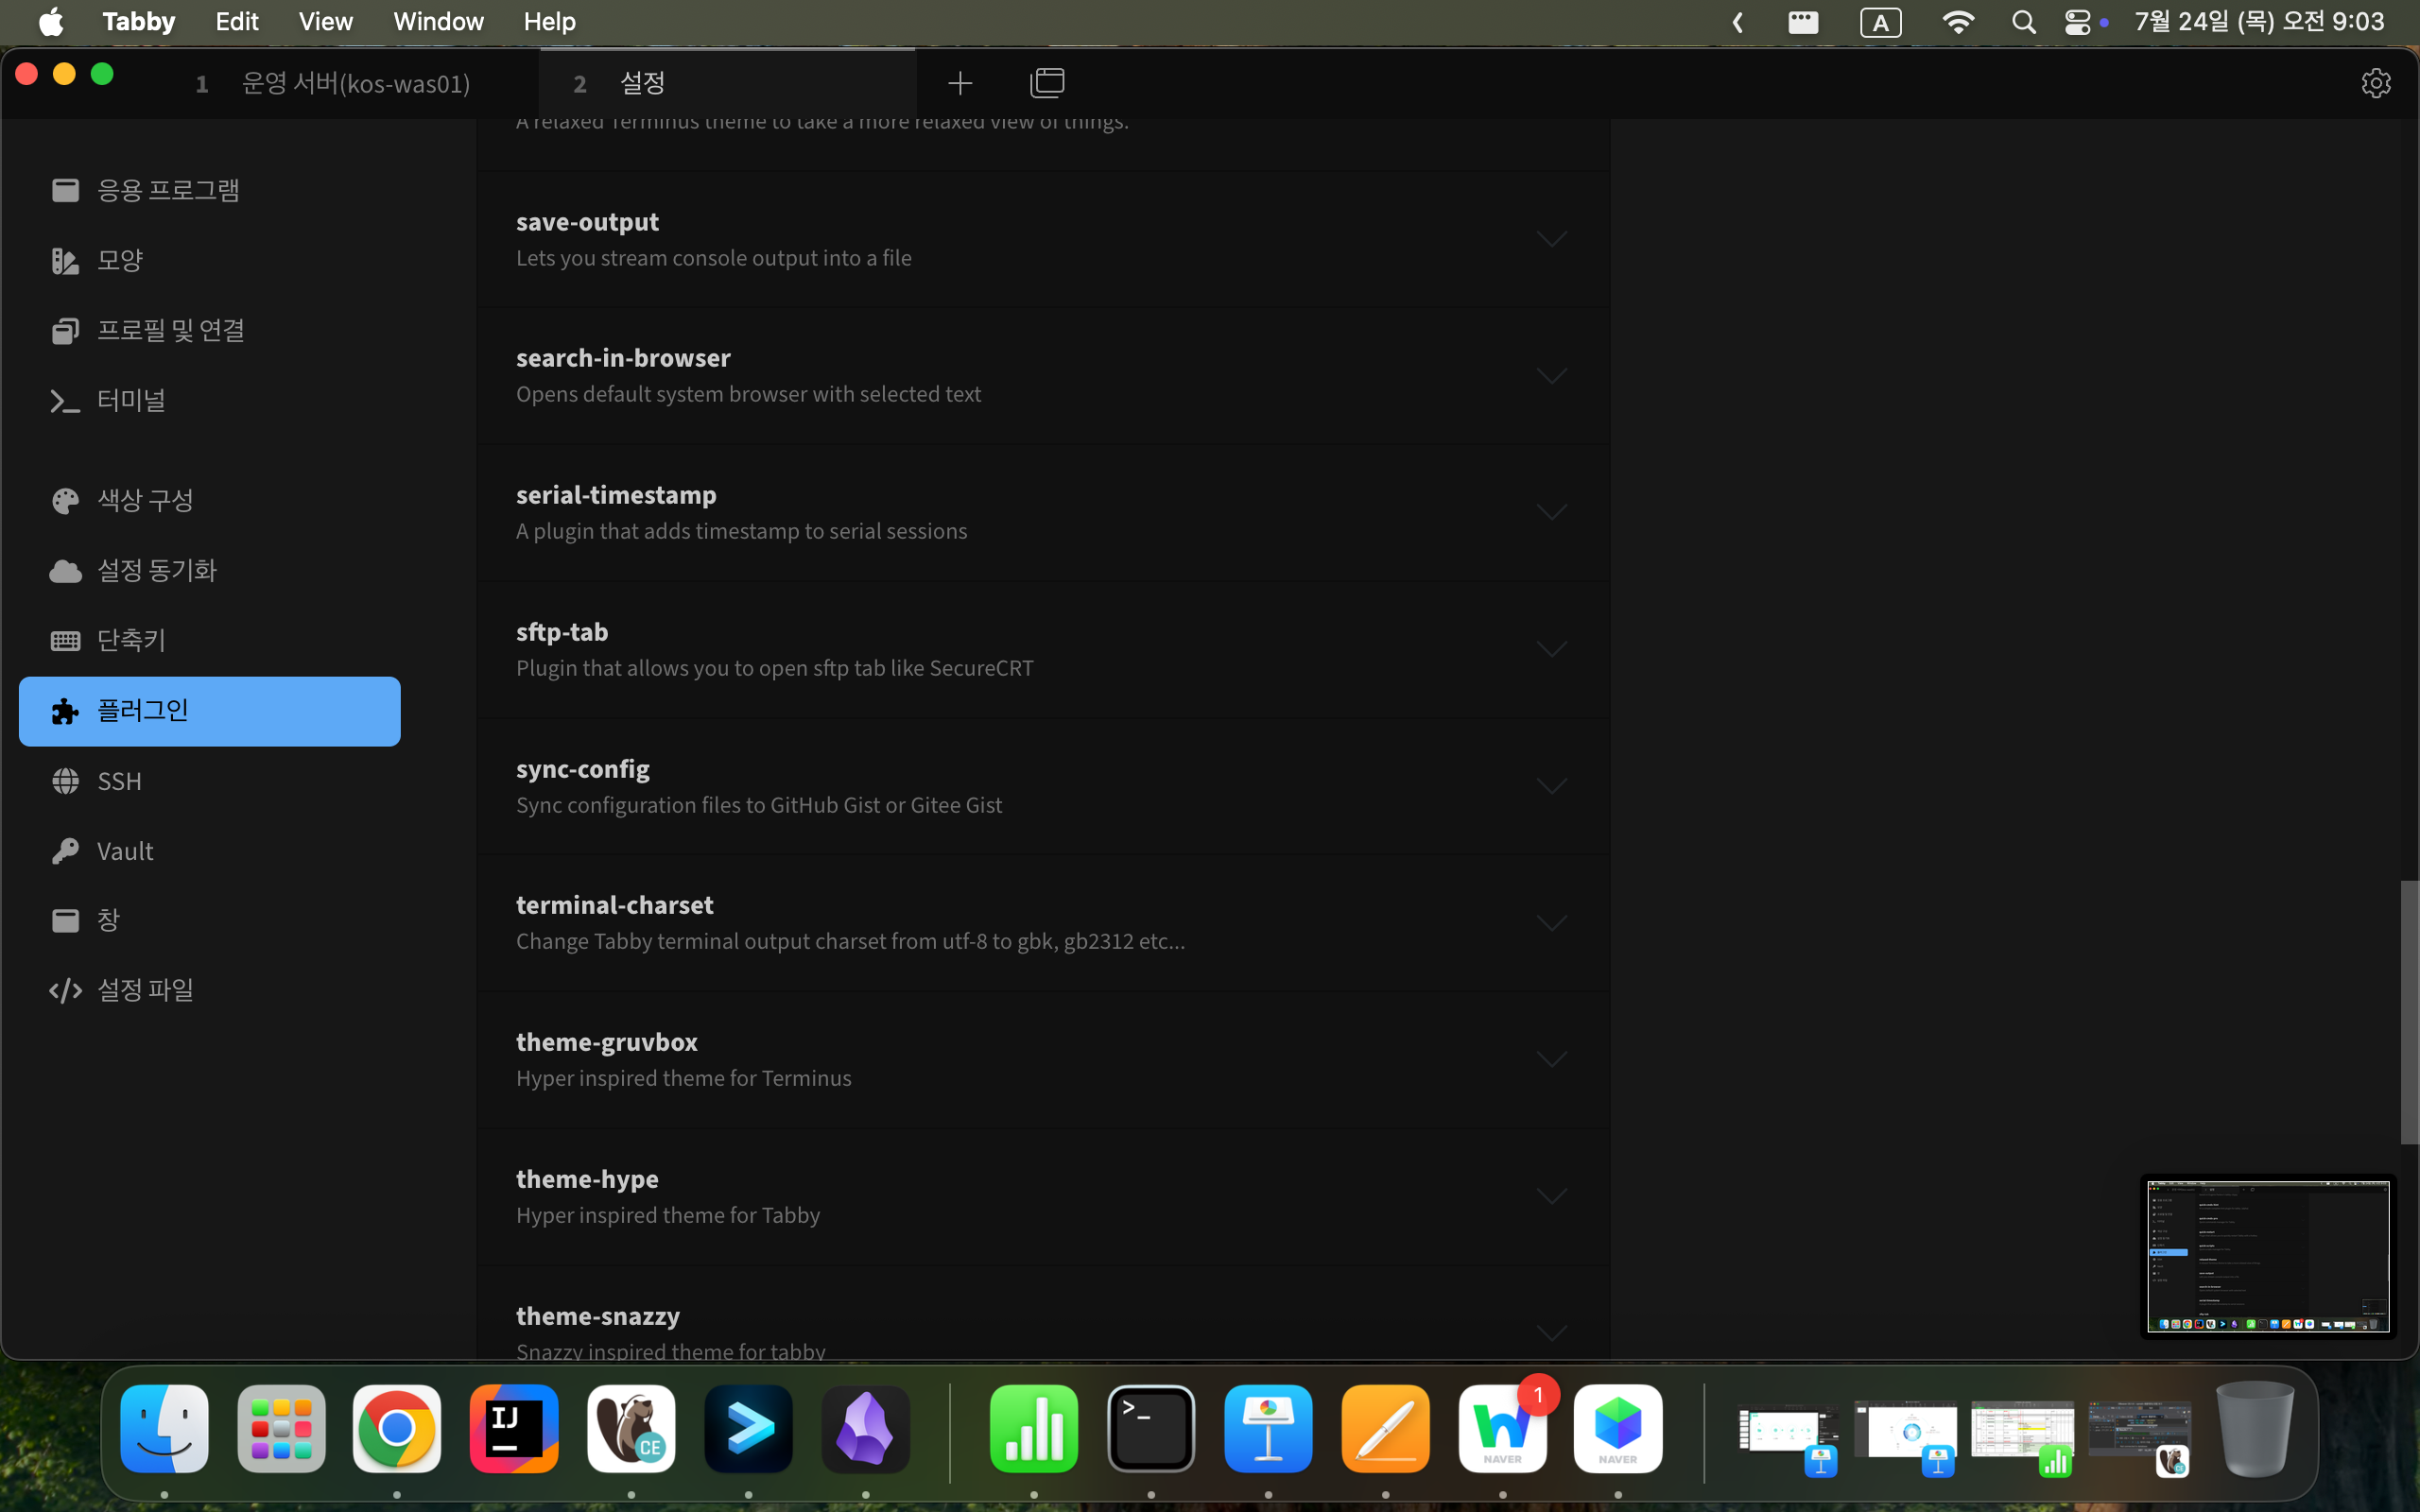 Tabby Edit View Window Help A 7월 24일 (목) 오전 9:03
1 운영 서버(kos-was01) 2 설정
응용 프로그램
모양
프로필 및 연결
터미널
색상 구성
설정 동기화
단축키
플러그인
SSH
Vault
창
설정 파일
A relaxed Terminus theme to take a more relaxed view of things.
save-output
Lets you stream console output into a file
search-in-browser
Opens default system browser with selected text
serial-timestamp
A plugin that adds timestamp to serial sessions
sftp-tab
Plugin that allows you to open sftp tab like SecureCRT
sync-config
Sync configuration files to GitHub Gist or Gitee Gist
terminal-charset
Change Tabby terminal output charset from utf-8 to gbk, gb2312 etc...
theme-gruvbox
Hyper inspired theme for Terminus
theme-hype
Hyper inspired theme for Tabby
theme-snazzy
Snazzy inspired theme for tabby
IJ
CE
1
NAVER
NAVER
CE